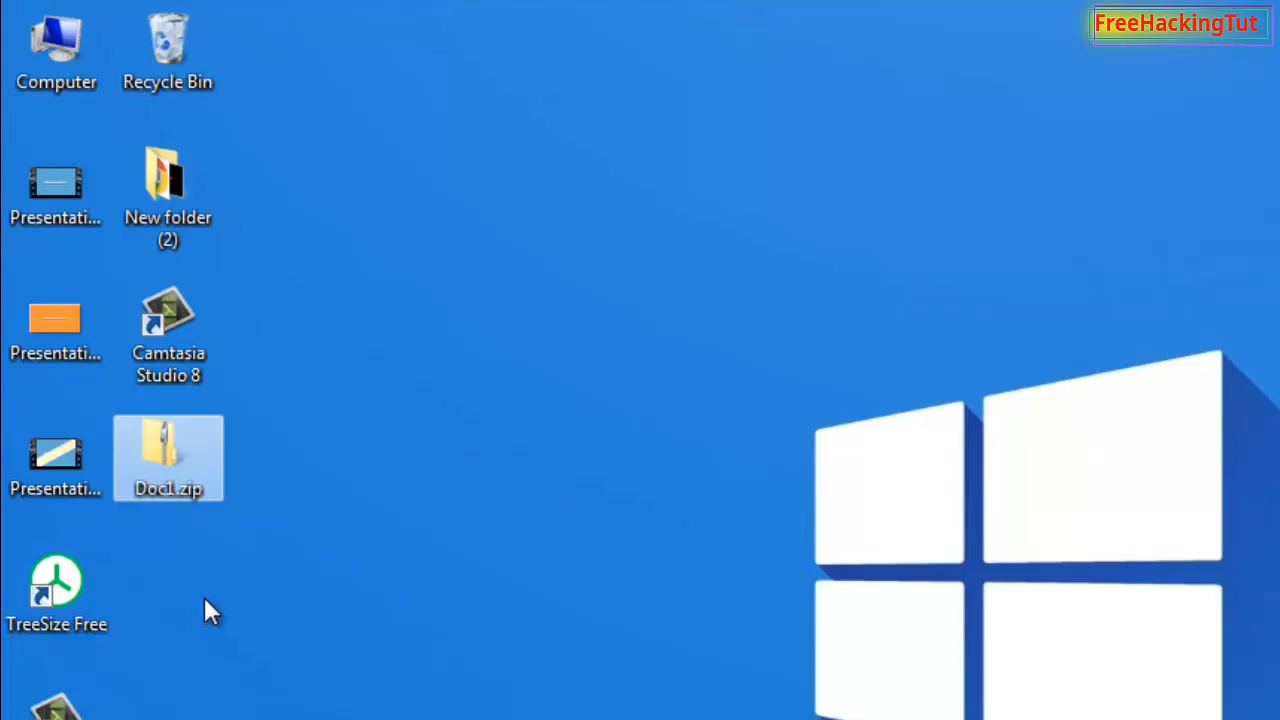 FreeHackingTut
Computer
Recycle Bin
Presentati...
New folder
(2)
Presentati...
Camtasia
Studio 8
Presentati...
Doc1.zip
TreeSize Free